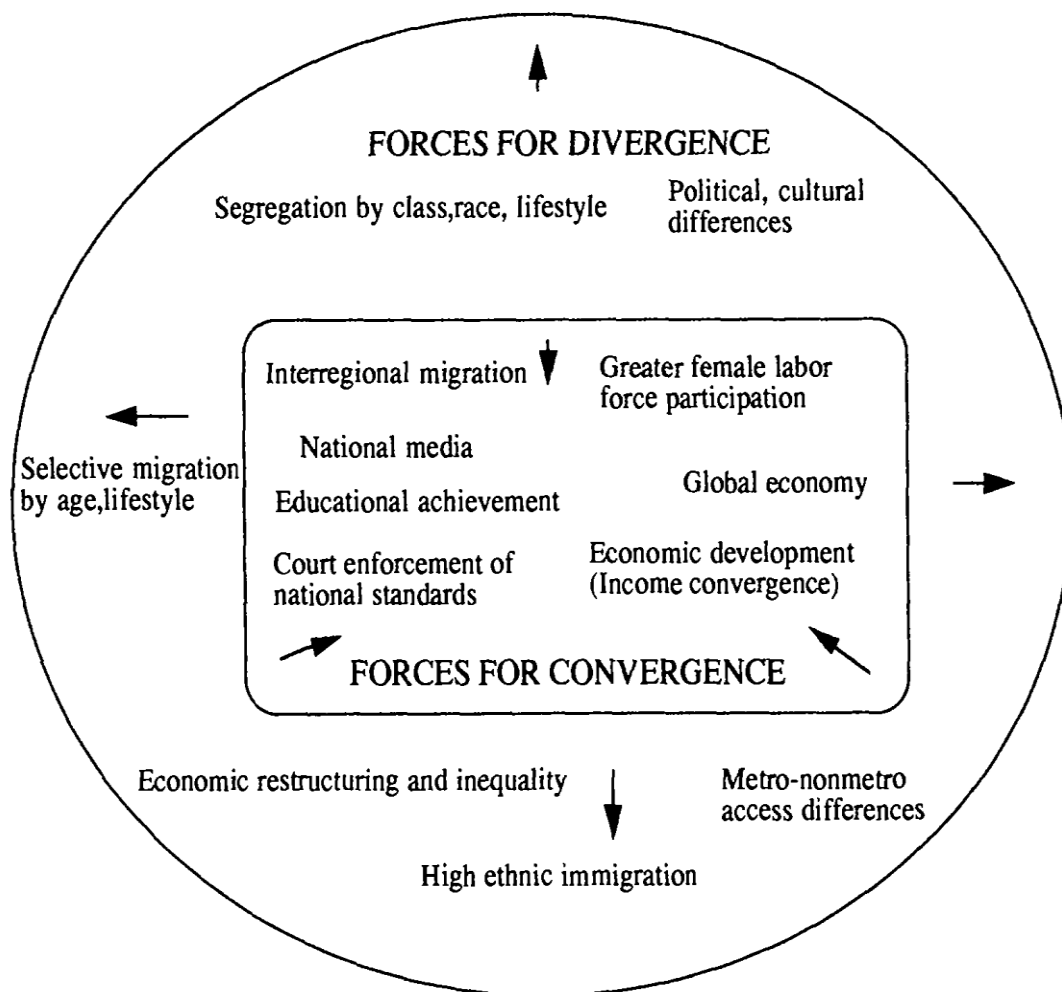 FORCES FOR DIVERGENCE
Segregation by class,race, lifestyle
Political, cultural
differences
Interregional migration
Greater female labor
force participation
National media
Selective migration
by age,lifestyle
Educational achievement
Global economy
Court enforcement of
national standards
Economic development
(Income convergence)
FORCES FOR CONVERGENCE
Economic restructuring and inequality
Metro-nonmetro
access differences
High ethnic immigration